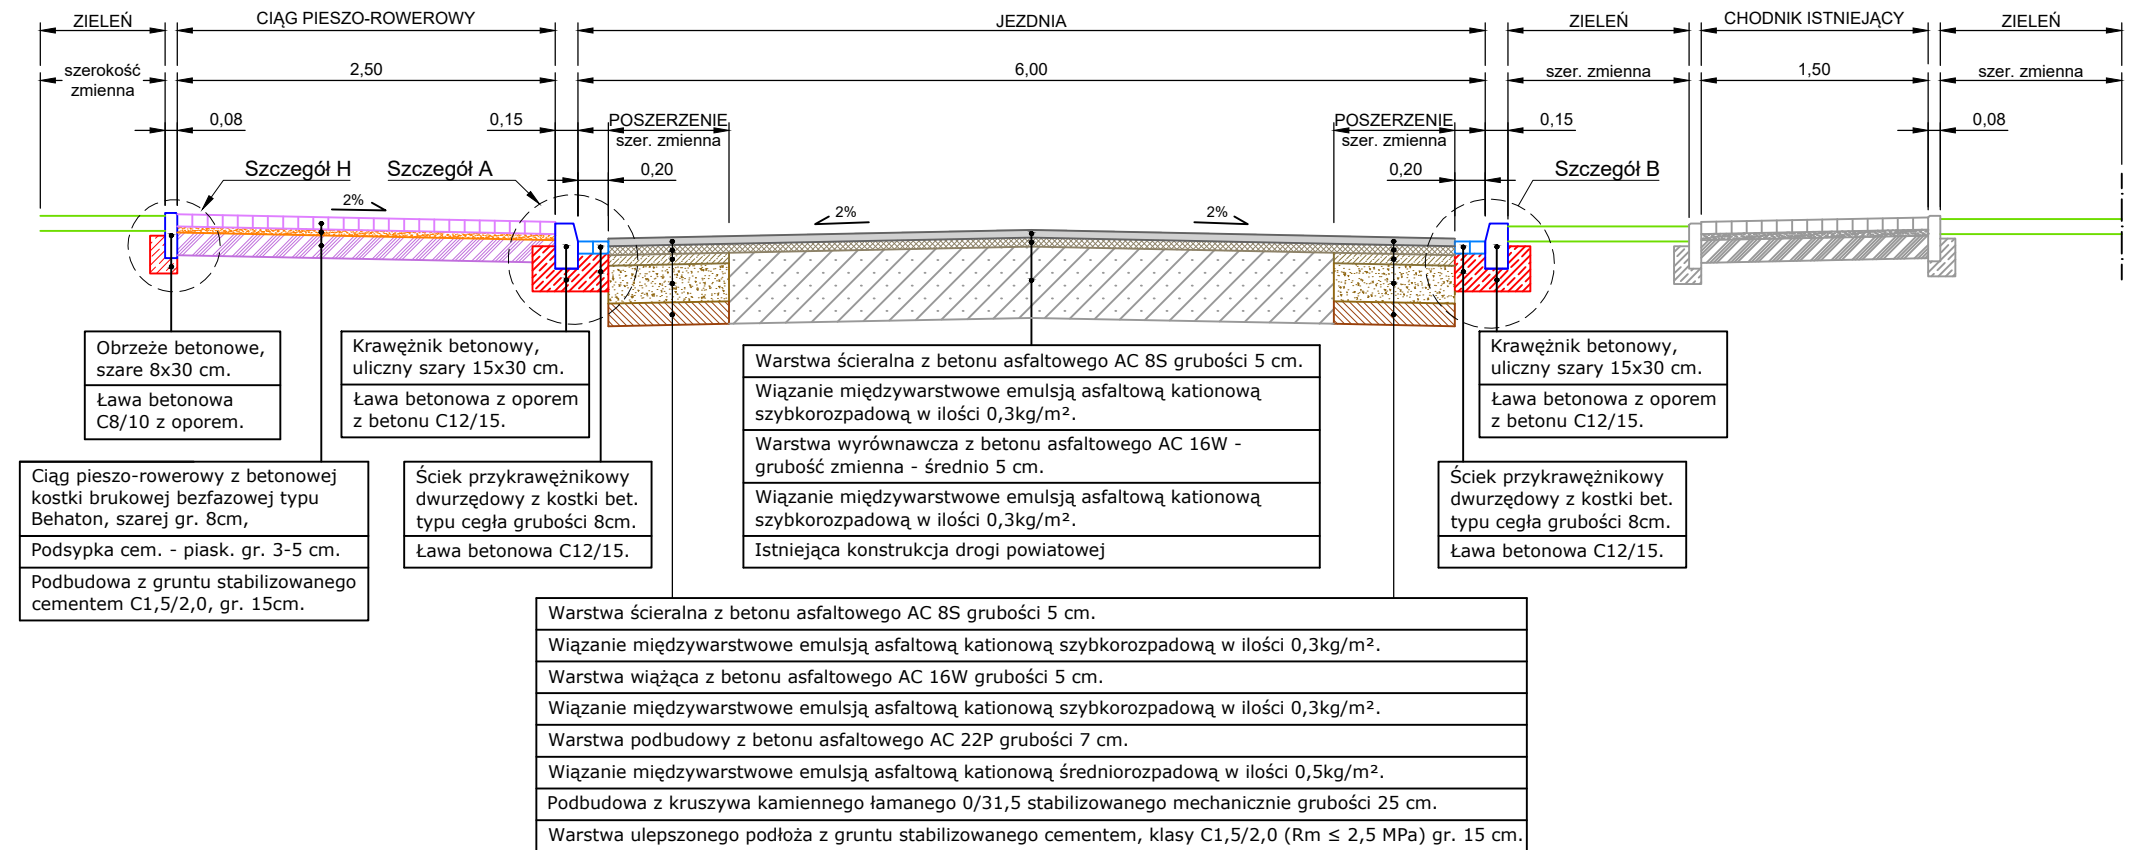 ZIELEŃ
CIĄG PIESZO-ROWEROWY
JEZDNIA
ZIELEŃ
CHODNIK ISTNIEJĄCY
ZIELEŃ
szerokość
zmienna
2,50
6,00
szer. zmienna
1,50
szer. zmienna
0,08
0,15
POSZERZENIE
szer. zmienna
POSZERZENIE
szer. zmienna
0,15
0,08
Szczegół H
Szczegół A
0,20
0,20
Szczegół B
2%
2%
2%
Obrzeże betonowe,
szare 8x30 cm.
Ława betonowa
C8/10 z oporem.
Krawężnik betonowy,
uliczny szary 15x30 cm.
Ława betonowa z oporem
z betonu C12/15.
Warstwa ścieralna z betonu asfaltowego AC 8S grubości 5 cm.
Wiązanie międzywarstwowe emulsją asfaltową kationową
szybkorozpadową w ilości 0,3kg/m².
Warstwa wyrównawcza z betonu asfaltowego AC 16W -
grubość zmienna - średnio 5 cm.
Wiązanie międzywarstwowe emulsją asfaltową kationową
szybkorozpadową w ilości 0,3kg/m².
Istniejąca konstrukcja drogi powiatowej
Krawężnik betonowy,
uliczny szary 15x30 cm.
Ława betonowa z oporem
z betonu C12/15.
Ciąg pieszo-rowerowy z betonowej
kostki brukowej bezfazowej typu
Behaton, szarej gr. 8cm,
Podsypka cem. - piask. gr. 3-5 cm.
Podbudowa z gruntu stabilizowanego
cementem C1,5/2,0, gr. 15cm.
Ściek przykrawężnikowy
dwurzędowy z kostki bet.
typu cegła grubości 8cm.
Ława betonowa C12/15.
Ściek przykrawężnikowy
dwurzędowy z kostki bet.
typu cegła grubości 8cm.
Ława betonowa C12/15.
Warstwa ścieralna z betonu asfaltowego AC 8S grubości 5 cm.
Wiązanie międzywarstwowe emulsją asfaltową kationową szybkorozpadową w ilości 0,3kg/m².
Warstwa wiążąca z betonu asfaltowego AC 16W grubości 5 cm.
Wiązanie międzywarstwowe emulsją asfaltową kationową szybkorozpadową w ilości 0,3kg/m².
Warstwa podbudowy z betonu asfaltowego AC 22P grubości 7 cm.
Wiązanie międzywarstwowe emulsją asfaltową kationową średniorozpadową w ilości 0,5kg/m².
Podbudowa z kruszywa kamiennego łamanego 0/31,5 stabilizowanego mechanicznie grubości 25 cm.
Warstwa ulepszonego podłoża z gruntu stabilizowanego cementem, klasy C1,5/2,0 (Rm ≤ 2,5 MPa) gr. 15 cm.